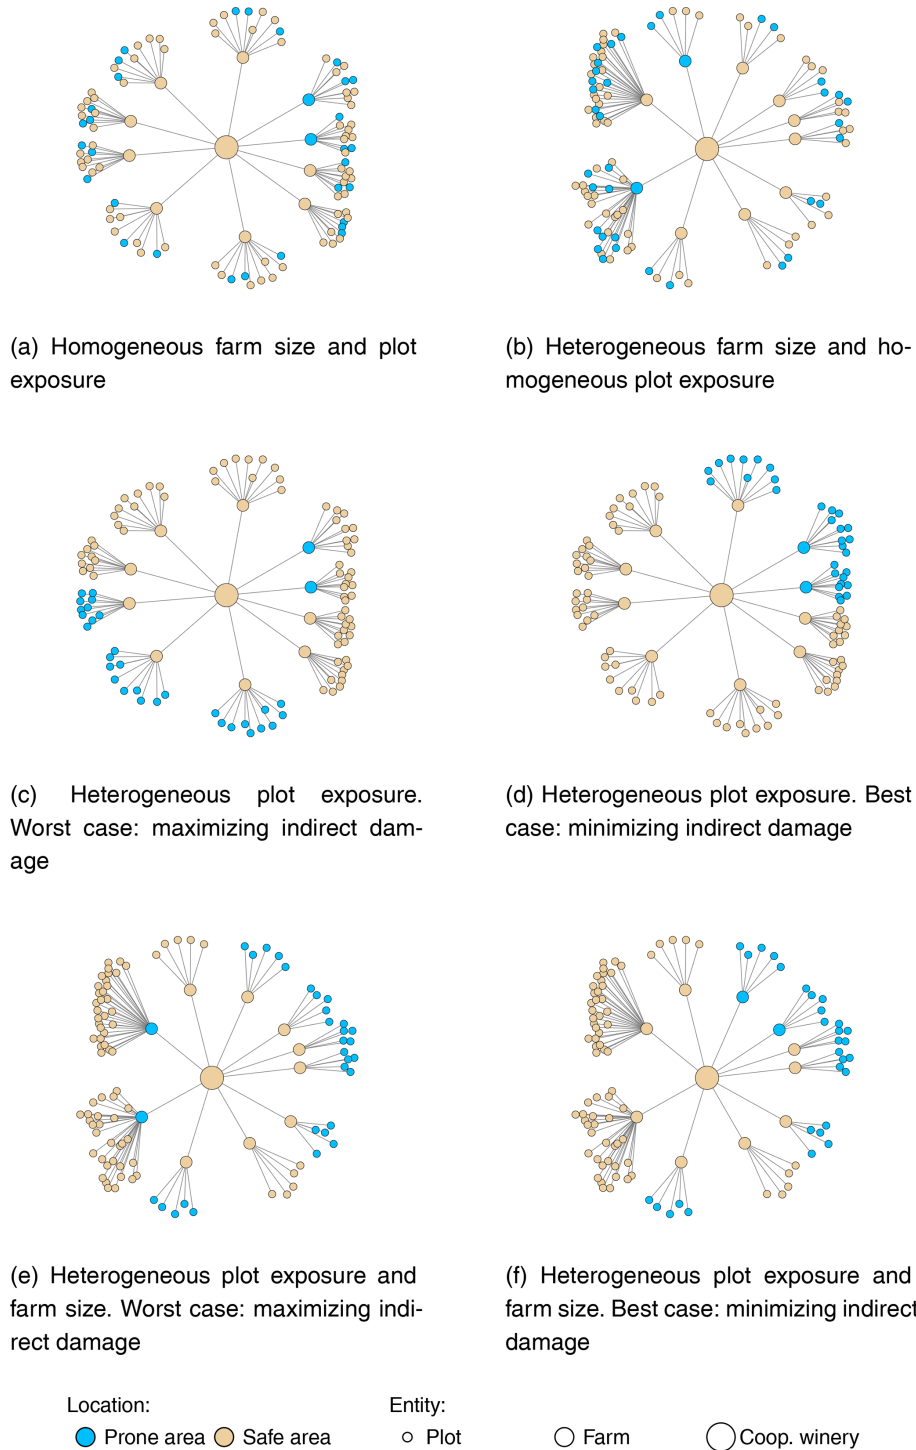 (a) Homogeneous farm size and plot
exposure
(b) Heterogeneous farm size and ho-
mogeneous plot exposure
(c) Heterogeneous plot exposure.
Worst case: maximizing indirect dam-
age
(d) Heterogeneous plot exposure. Best
case: minimizing indirect damage
(e) Heterogeneous plot exposure and
farm size. Worst case: maximizing indi-
rect damage
(f) Heterogeneous plot exposure and
farm size. Best case: minimizing indirect
damage
Location:
Prone area Safe area
Entity:
Plot Farm Coop. winery